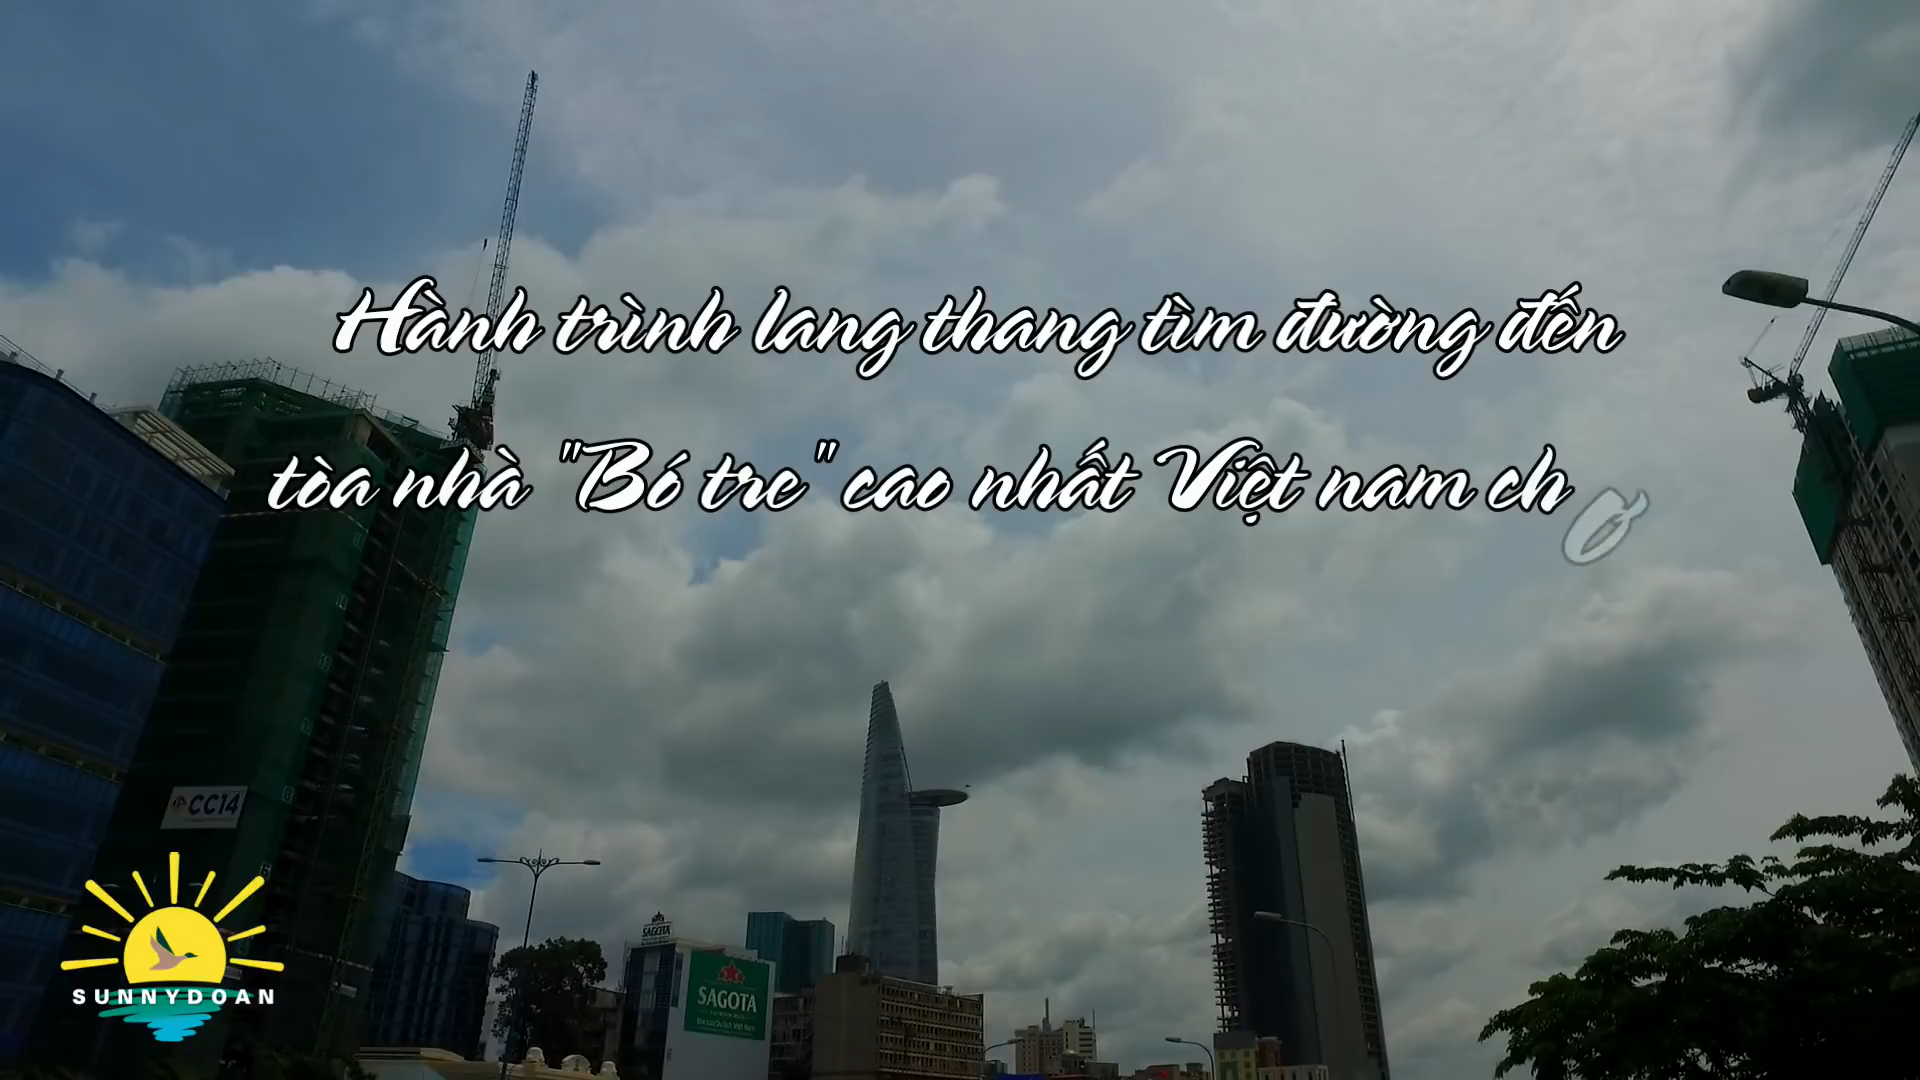 Hành trình lang thang tìm đường đến
tòa nhà "Bó tre" cao nhất Việt nam chơ
CC14
SAGOTA
SAGOTA
SUNNYDOAN